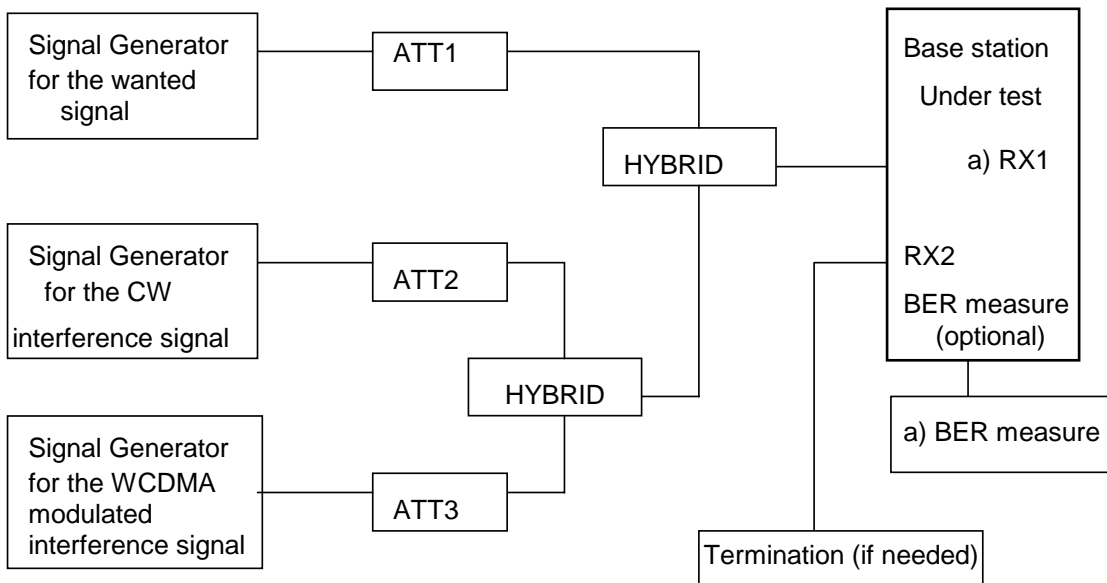 Signal Generator
for the wanted
signal
ATT1
HYBRID
Base station
Under test
a) RX1
RX2
BER measure
(optional)
Signal Generator
for the CW
interference signal
ATT2
HYBRID
Signal Generator
for the WCDMA
modulated
interference signal
ATT3
a) BER measure
Termination (if needed)